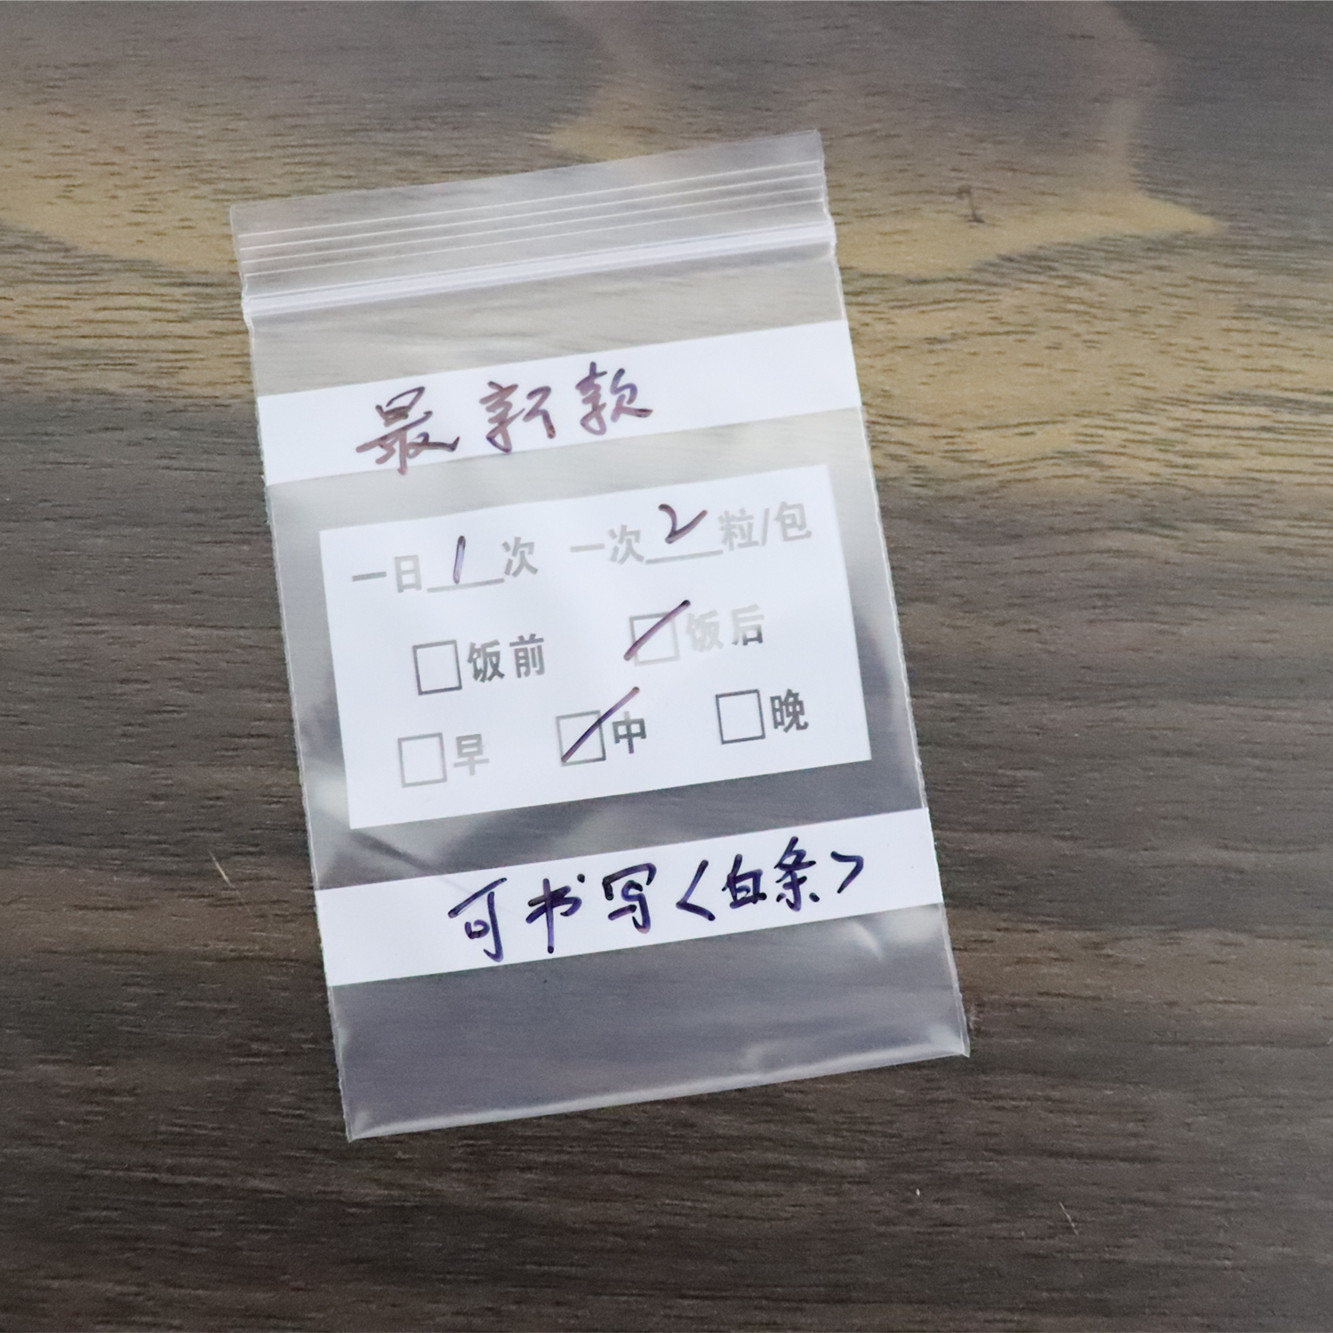 最新款
一日1次 一次2粒/包
饭前 饭后
早 中 晚
可书写<白条>